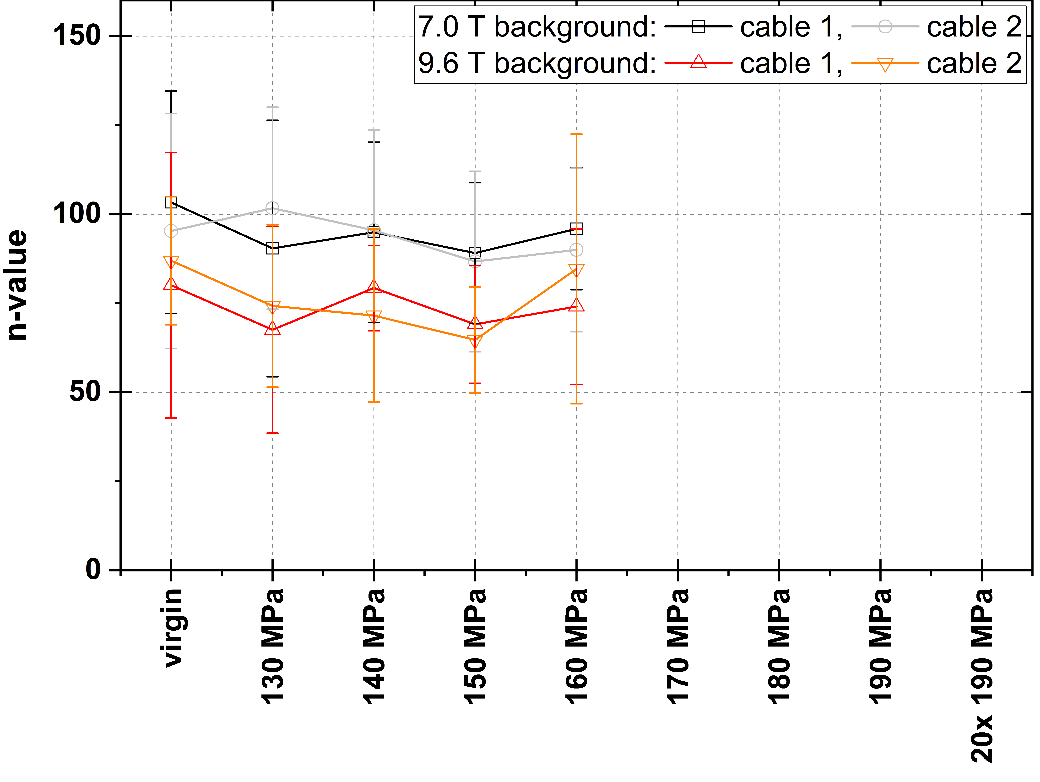 7.0 T background: cable 1, cable 2
9.6 T background: cable 1, cable 2
150
100
50
0
n-value
virgin
130 MPa
140 MPa
150 MPa
160 MPa
170 MPa
180 MPa
190 MPa
20x 190 MPa